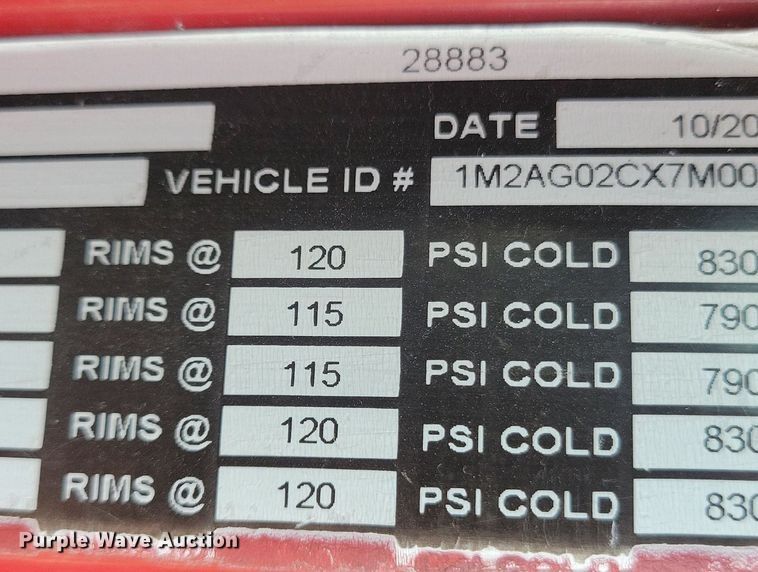 28883
DATE 10/20
VEHICLE ID # 1M2AG02CX7M00
RIMS @ 120 PSI COLD 830
RIMS @ 115 PSI COLD 790
RIMS @ 115 PSI COLD 790
RIMS @ 120 PSI COLD 830
RIMS @ 120 PSI COLD 830
Purple Wave Auction